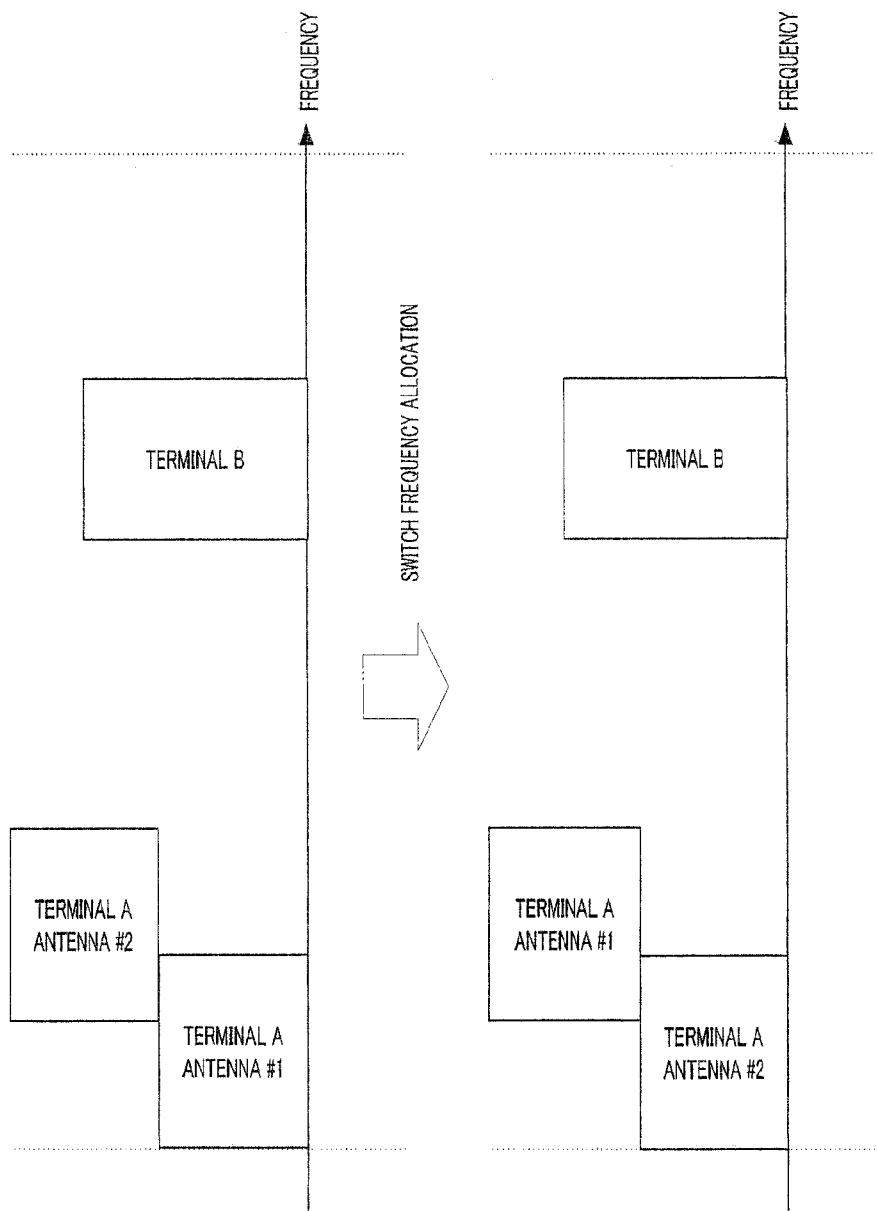 FREQUENCY
TERMINAL B
TERMINAL A
ANTENNA #2
TERMINAL A
ANTENNA #1
SWITCH FREQUENCY ALLOCATION
FREQUENCY
TERMINAL B
TERMINAL A
ANTENNA #1
TERMINAL A
ANTENNA #2